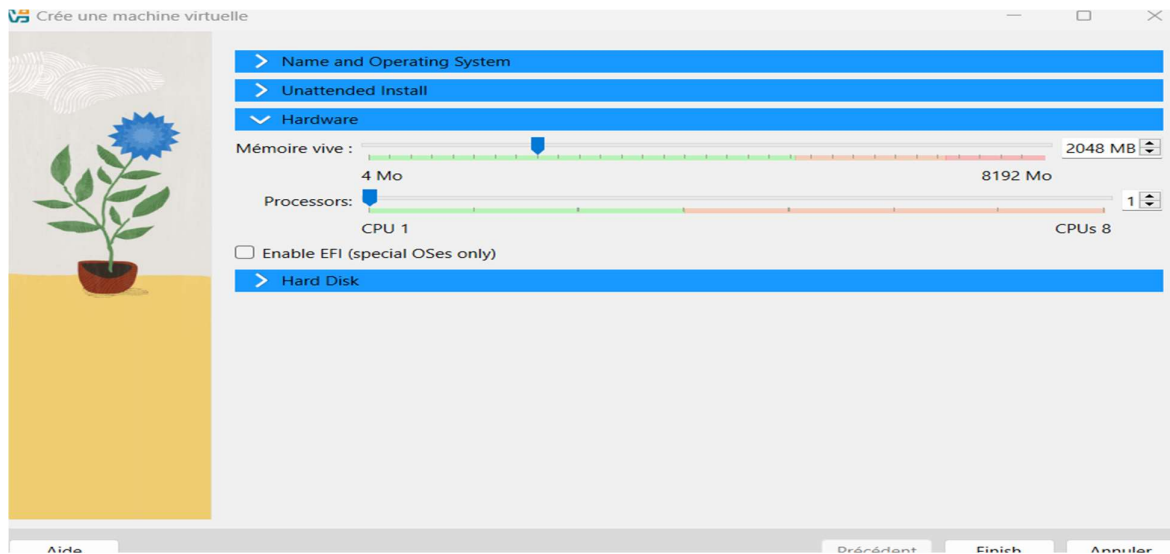 Crée une machine virtuelle
Name and Operating System
Unattended Install
Hardware
Mémoire vive : 2048 MB
4 Mo 8192 Mo
Processors: 1
CPU 1 CPUs 8
Enable EFI (special OSes only)
Hard Disk
Aide Précédent Finish Annuler